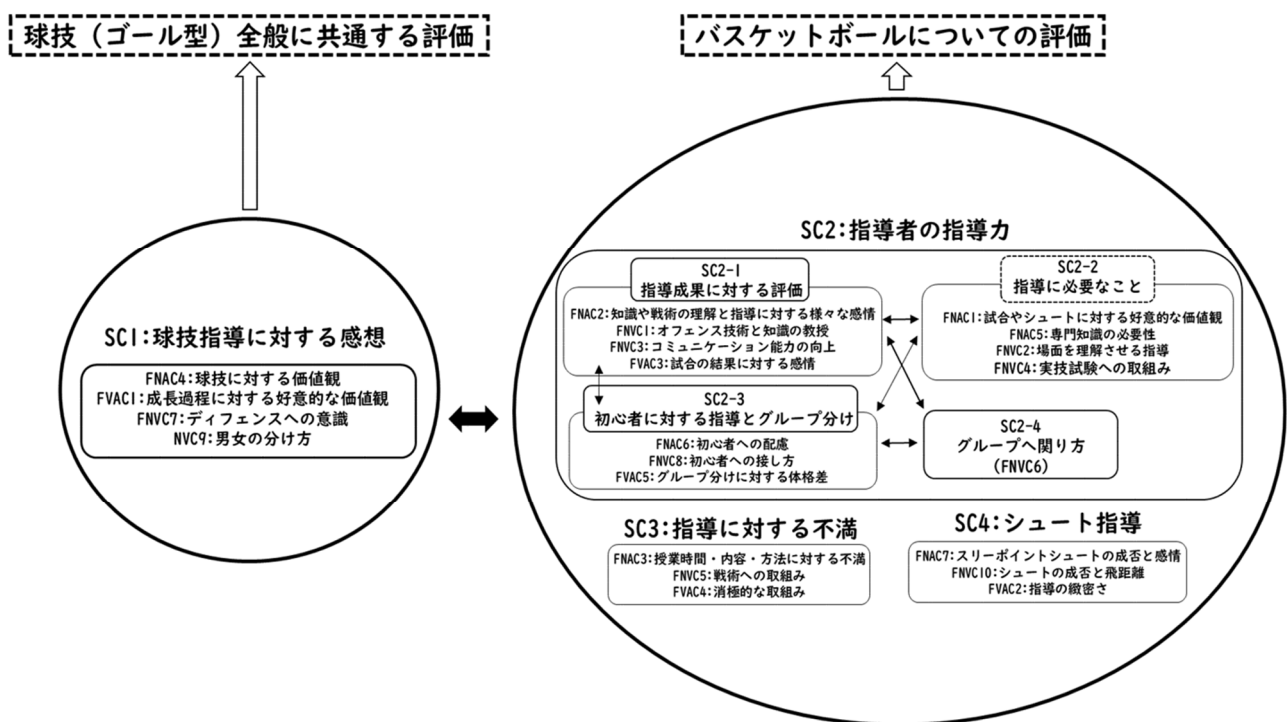 球技（ゴール型）全般に共通する評価
バスケットボールについての評価
SC1:球技指導に対する感想
FNAC4:球技に対する価値観
FVAC1:成長過程に対する好意的な価値観
FNVC7:ディフェンスへの意識
NVC9:男女の分け方
SC2:指導者の指導力
SC2-1
指導成果に対する評価
FNAC2:知識や戦術の理解と指導に対する様々な感情
FNVC1:オフェンス技術と知識の教授
FNVC3:コミュニケーション能力の向上
FVAC3:試合の結果に対する感情
SC2-2
指導に必要なこと
FNAC1:試合やシュートに対する好意的な価値観
FNAC5:専門知識の必要性
FNVC2:場面を理解させる指導
FNVC4:実技試験への取組み
SC2-3
初心者に対する指導とグループ分け
FNAC6:初心者への配慮
FNVC8:初心者への接し方
FVAC5:グループ分けに対する体格差
SC2-4
グループへ関り方
(FNVC6)
SC3:指導に対する不満
FNAC3:授業時間・内容・方法に対する不満
FNVC5:戦術への取組み
FVAC4:消極的な取組み
SC4:シュート指導
FNAC7:スリーポイントシュートの成否と感情
FNVC10:シュートの成否と飛距離
FVAC2:指導の緻密さ